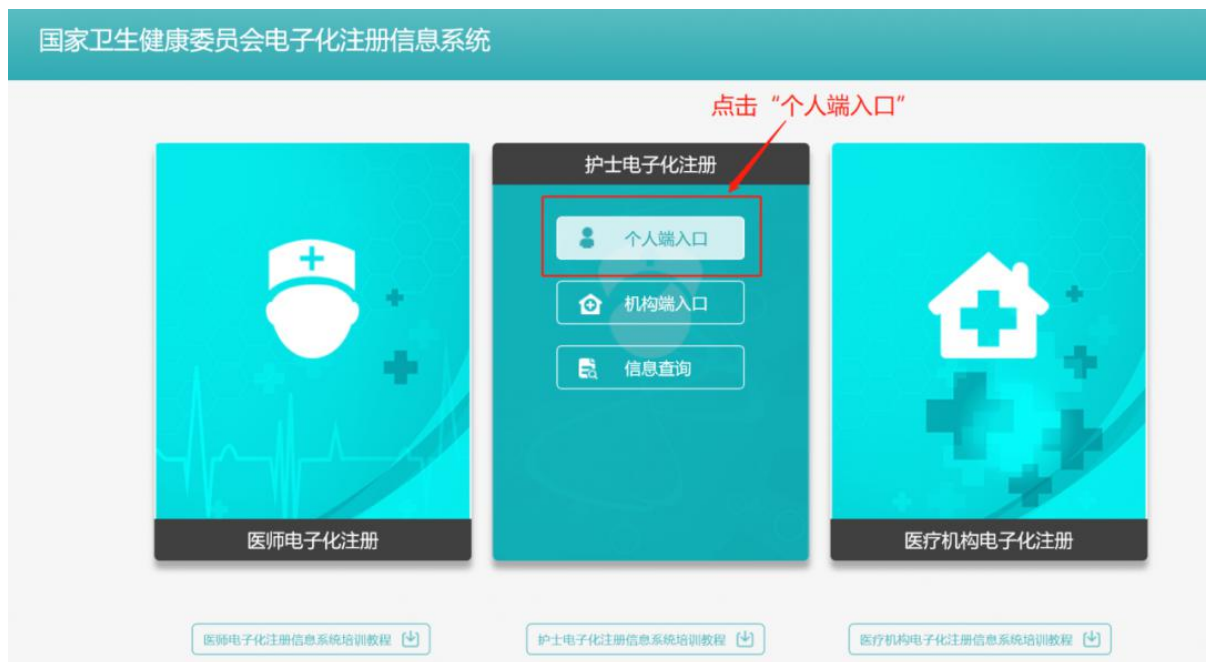 国家卫生健康委员会电子化注册信息系统
点击“个人端入口”
护士电子化注册
个人端入口
机构端入口
信息查询
医师电子化注册
医疗机构电子化注册
医师电子化注册信息系统培训教程
护士电子化注册信息系统培训教程
医疗机构电子化注册信息系统培训教程